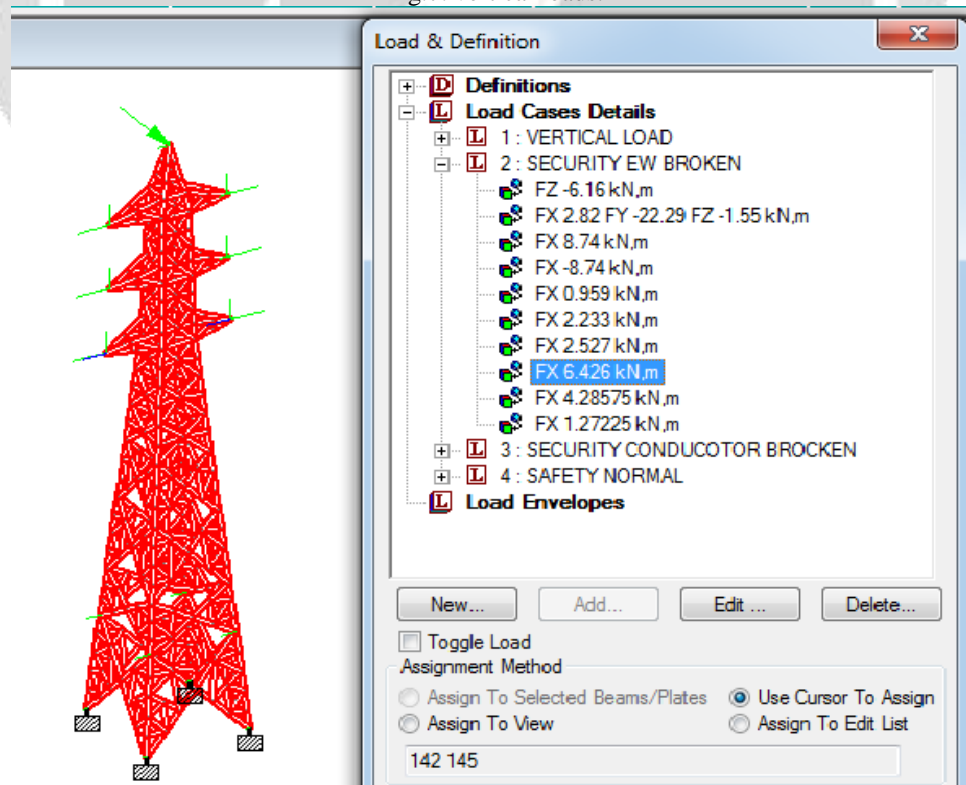 Load & Definition
Definitions
Load Cases Details
1 : VERTICAL LOAD
2 : SECURITY EW BROKEN
FZ -6.16 kN,m
FX 2.82 FY -22.29 FZ -1.55 kN,m
FX 8.74 kN,m
FX -8.74 kN,m
FX 0.959 kN,m
FX 2.233 kN,m
FX 2.527 kN,m
FX 6.426 kN,m
FX 4.28575 kN,m
FX 1.27225 kN,m
3 : SECURITY CONDUCOTOR BROCKEN
4 : SAFETY NORMAL
Load Envelopes
New... Add... Edit ... Delete...
Toggle Load
Assignment Method
Assign To Selected Beams/Plates Use Cursor To Assign
Assign To View Assign To Edit List
142 145